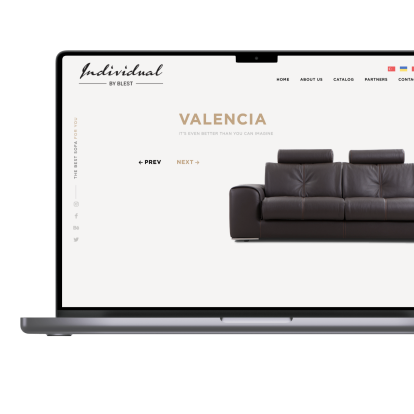 Individual
BY BLEST
HOME ABOUT US CATALOG PARTNERS CONTA
VALENCIA
IT'S EVEN BETTER THAN YOU CAN IMAGINE
← PREV NEXT →
THE BEST SOFA FOR YOU